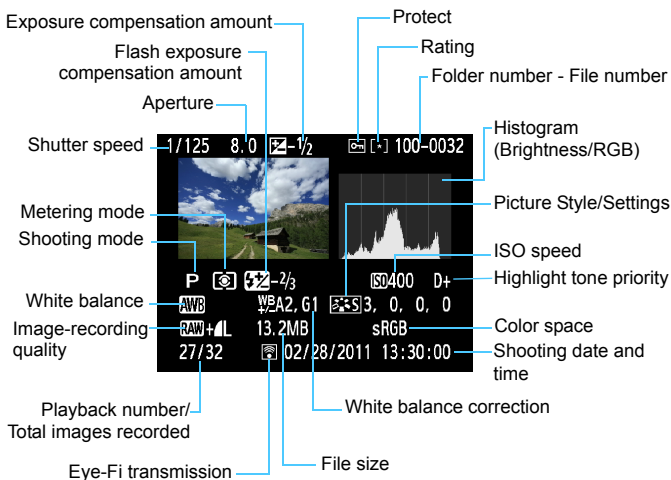 Exposure compensation amount
Protect
Flash exposure
compensation amount
Rating
Folder number - File number
Aperture
Shutter speed
1/125 8.0 -1/2 100-0032
Histogram
(Brightness/RGB)
Metering mode
Picture Style/Settings
Shooting mode
ISO speed
P -2/3 ISO400 D+
Highlight tone priority
White balance
AWB WB+/-A2, G1 S3, 0, 0, 0
Image-recording
quality
RAW+L 13.2MB sRGB
Color space
27/32 02/28/2011 13:30:00
Shooting date and
time
Playback number/
Total images recorded
White balance correction
Eye-Fi transmission
File size